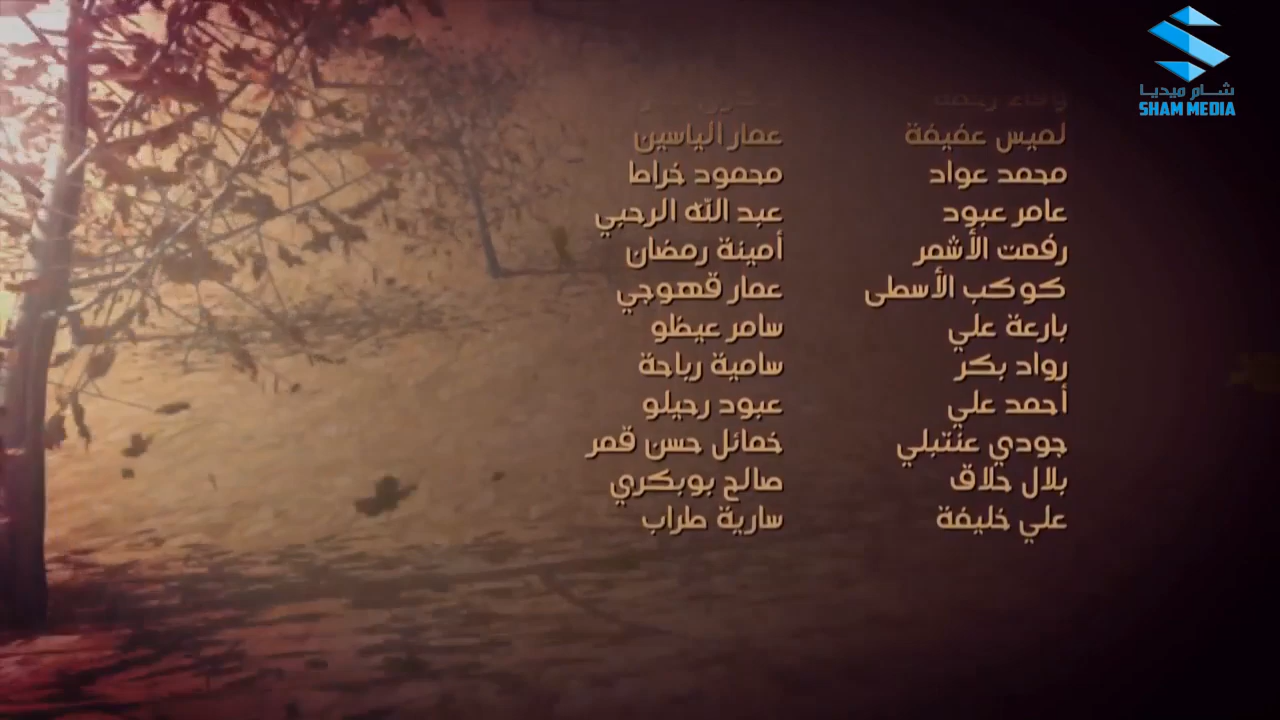 شام ميديا
SHAM MEDIA
لميس عفيفة عمار الياسين
محمد عواد محمود خراط
عامر عبود عبد الله الرحبي
رفعت الأشمر أمينة رمضان
كوكب الأسطى عمار قهوجي
بارعة علي سامر عيظو
رواد بكر سامية رباحة
أحمد علي عبود رحيلو
جودي عنتبلي خمائل حسن قمر
بلال حلاق صالح بوبكري
علي خليفة سارية طراب